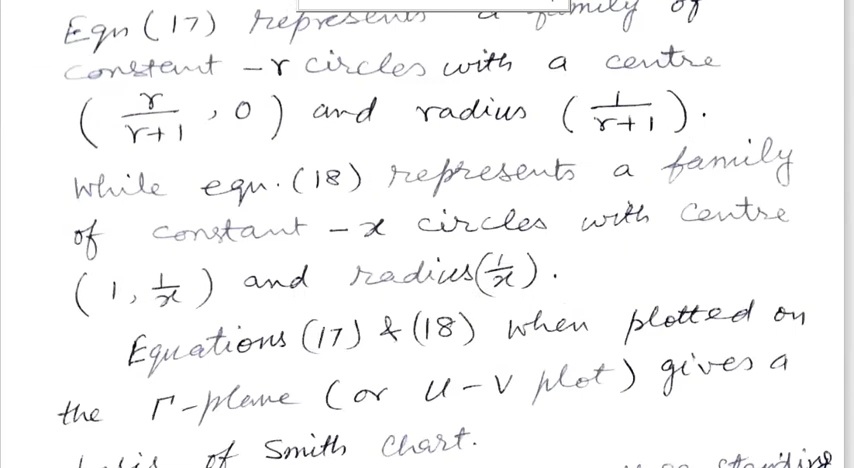 Eqn (17) represents a family of
constant -r circles with a centre
( r/r+1 , 0 ) and radius ( 1/r+1 ).
While eqn. (18) represents a family
of constant - x circles with centre
( 1, 1/x ) and radius (1/x).
Equations (17) & (18) when plotted on
the Γ-plane (or U-V plot) gives a
of Smith Chart.
standing